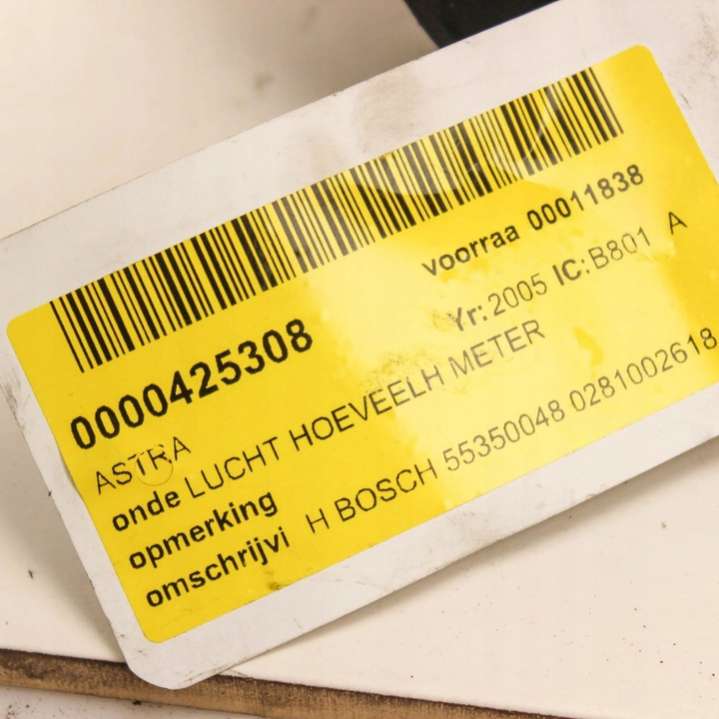 voorraa 00011838
0000425308
Yr: 2005 IC: B801 A
ASTRA
onde LUCHT HOEVEELH METER
opmerking
omschrijvi H BOSCH 55350048 0281002618